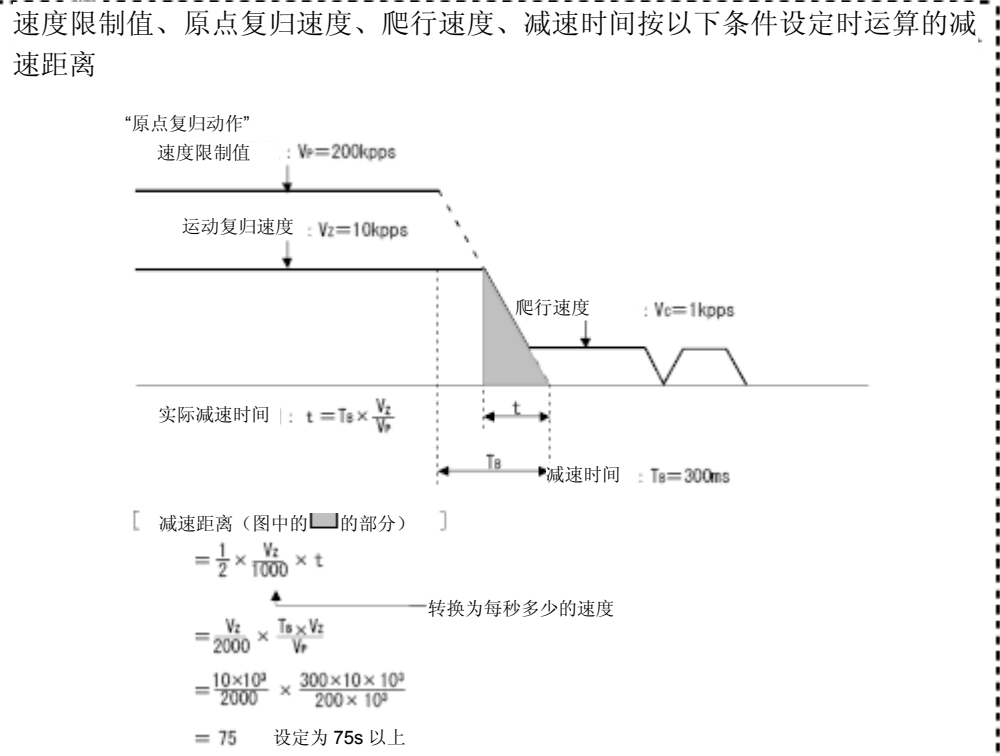 速度限制值、原点复归速度、爬行速度、减速时间按以下条件设定时运算的减
速距离
“原点复归动作”
速度限制值 : VP＝200kpps
运动复归速度 : VZ＝10kpps
爬行速度 : VC＝1kpps
实际减速时间 : t＝TB×VZ/VP
t
TB
减速时间 : TB＝300ms
[ 减速距离（图中的 的部分） ]
＝1/2×VZ/1000×t
转换为每秒多少的速度
＝VZ/2000×TB×VZ/VP
＝10×10³/2000×300×10×10³/200×10³
＝75 设定为 75s 以上